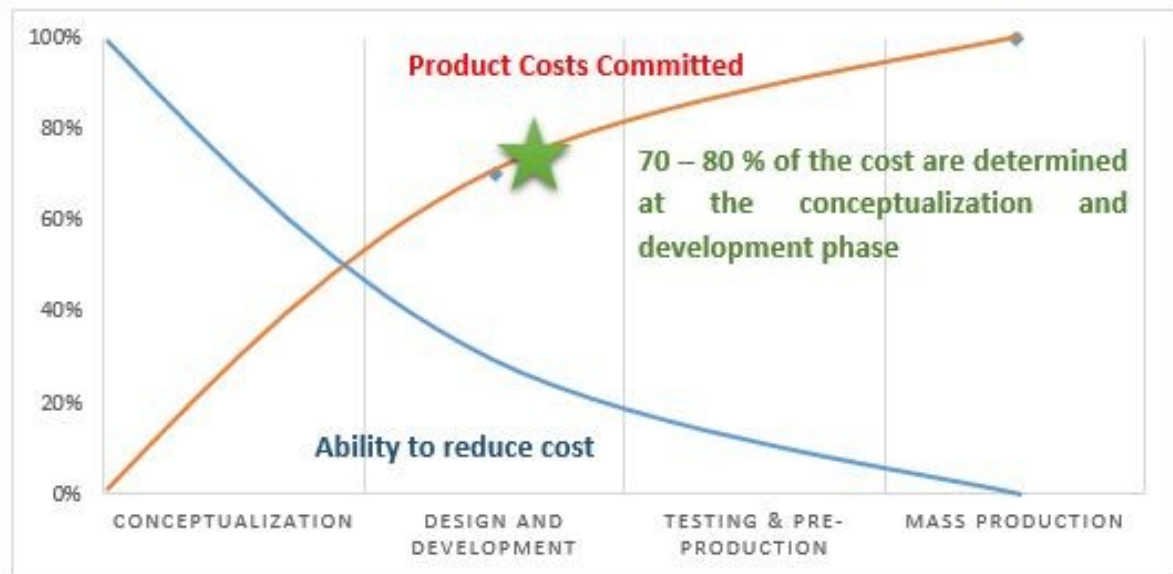 100%
80%
60%
40%
20%
0%
Product Costs Committed
70 – 80 % of the cost are determined
at the conceptualization and
development phase
Ability to reduce cost
CONCEPTUALIZATION
DESIGN AND
DEVELOPMENT
TESTING & PRE-
PRODUCTION
MASS PRODUCTION